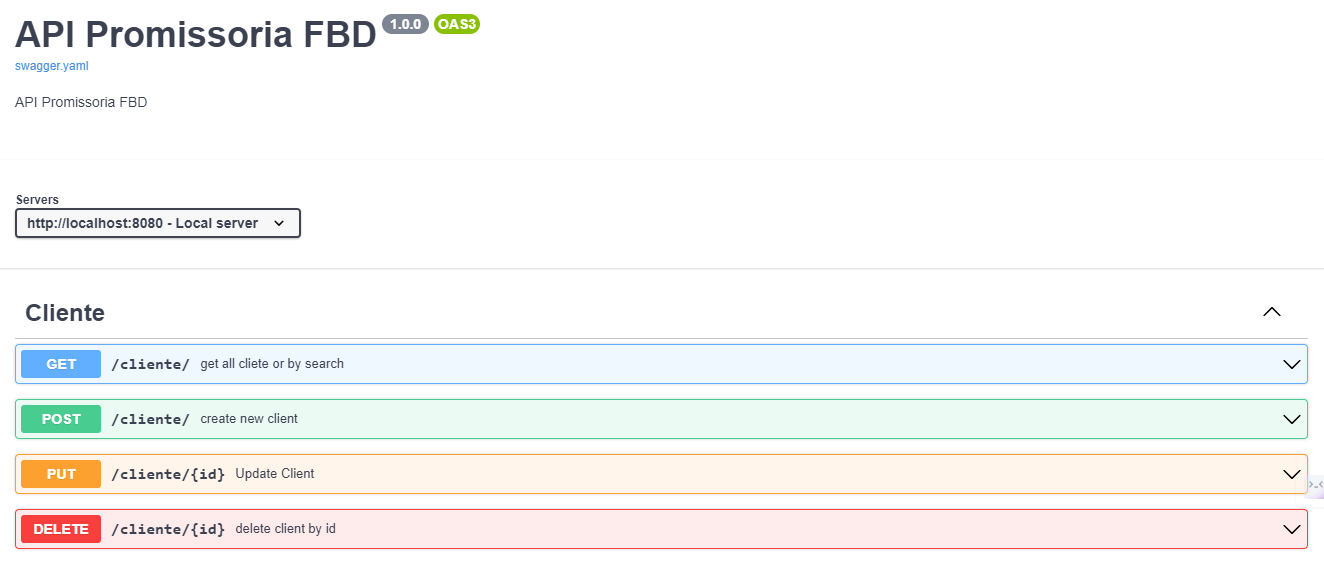 API Promissoria FBD 1.0.0 OAS3
swagger.yaml
API Promissoria FBD
Servers
http://localhost:8080 - Local server
Cliente
GET /cliente/ get all cliete or by search
POST /cliente/ create new client
PUT /cliente/{id} Update Client
DELETE /cliente/{id} delete client by id